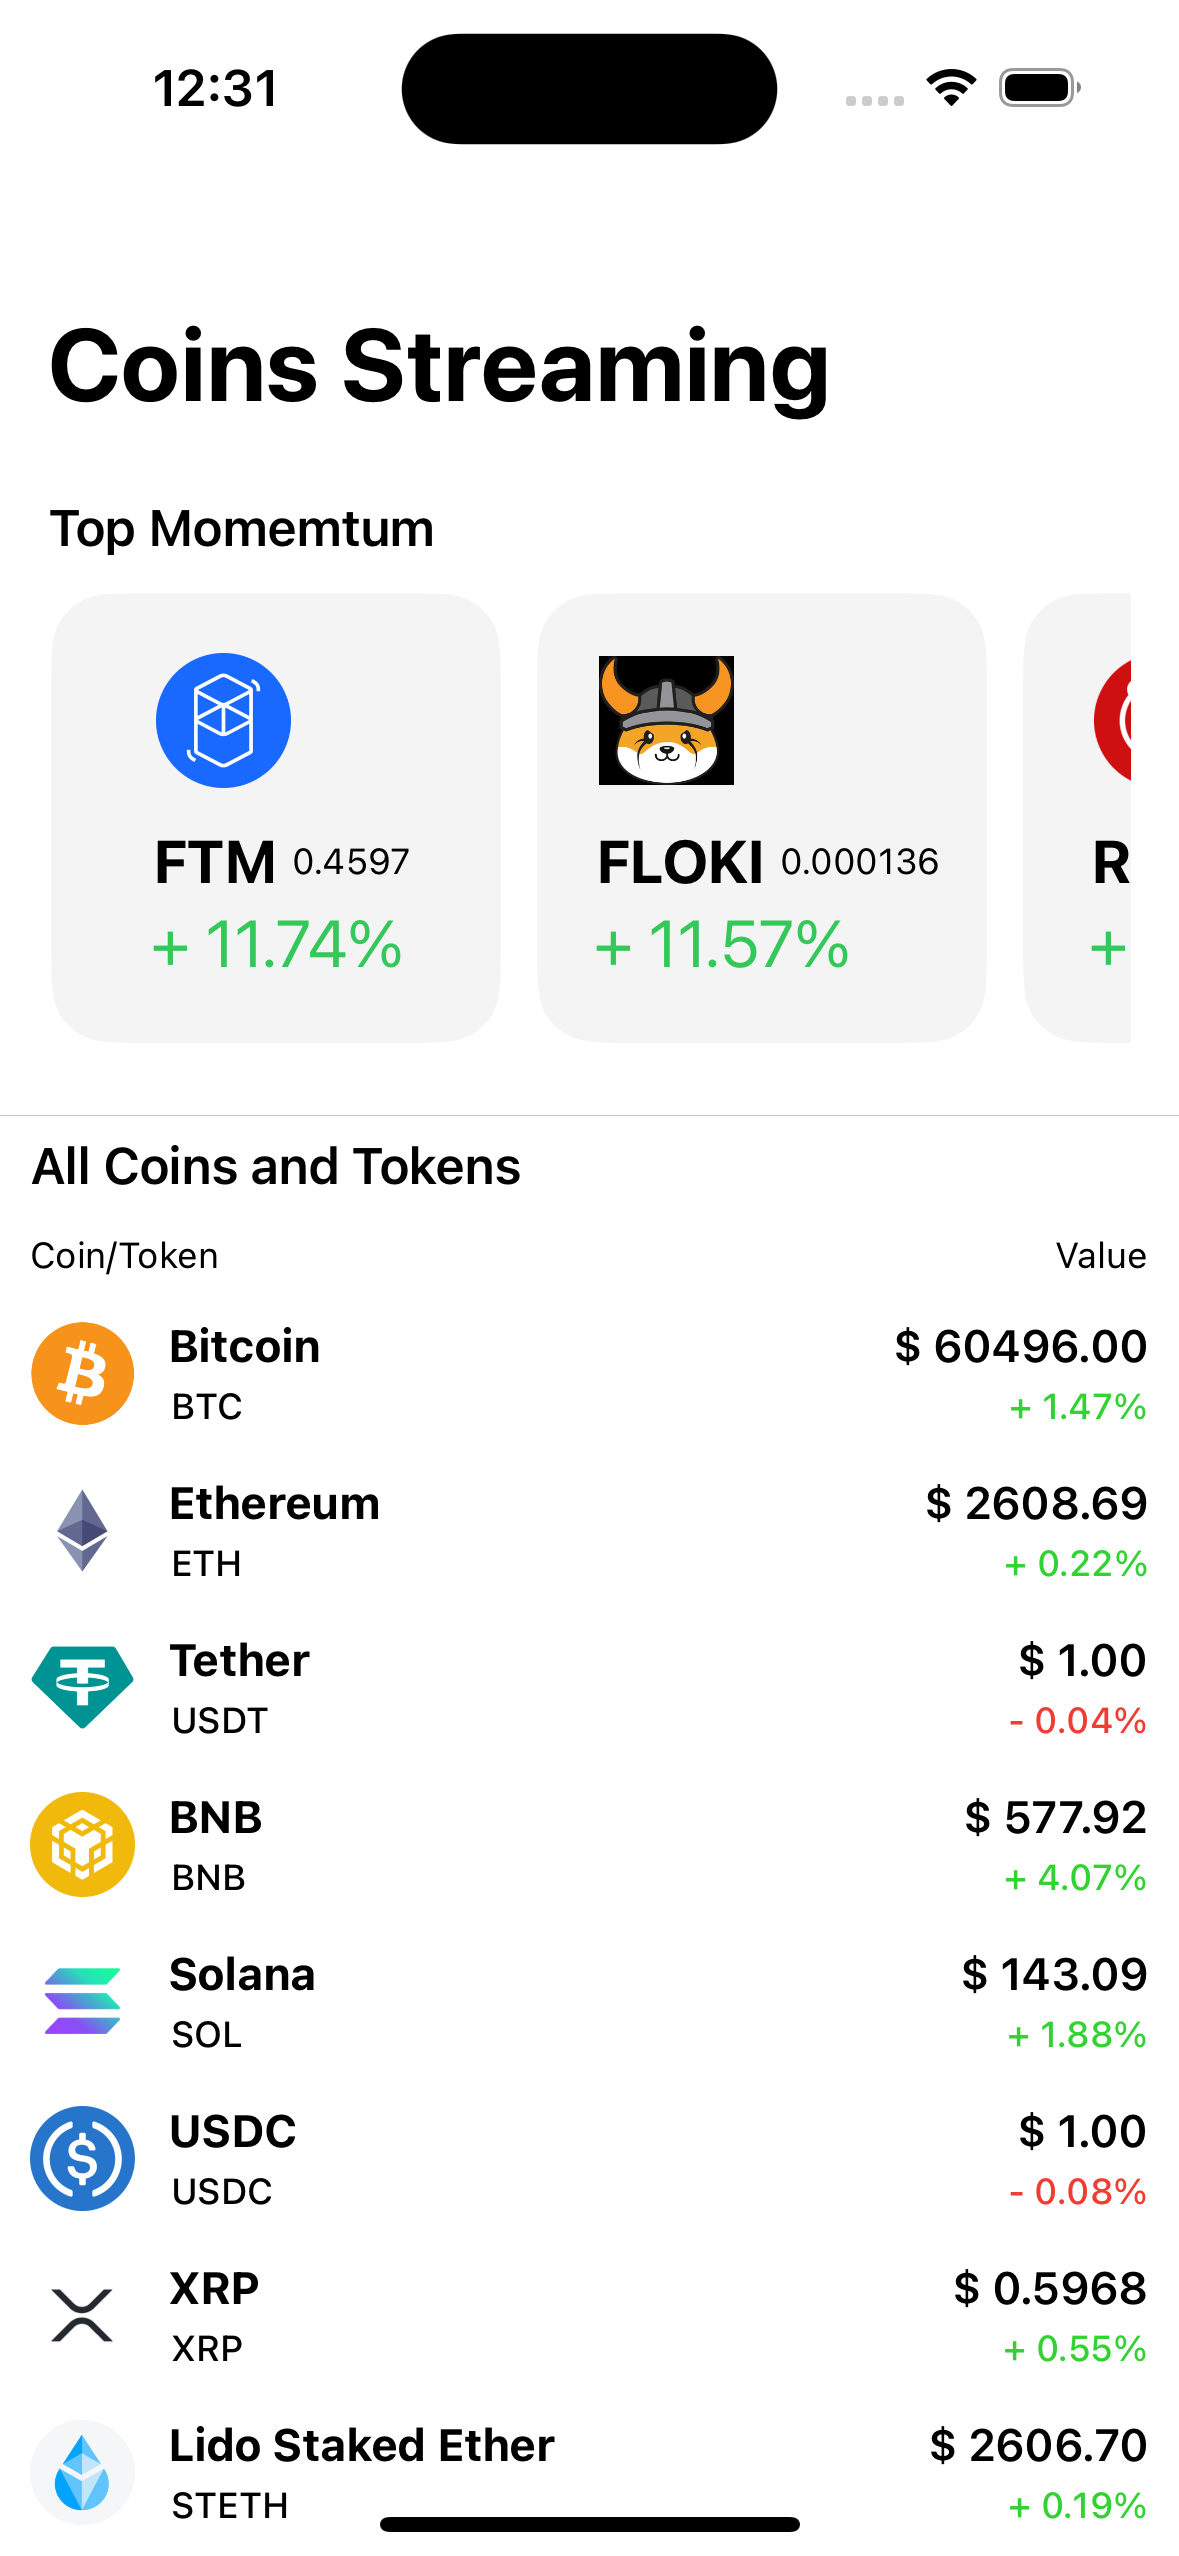 12:31
Coins Streaming
Top Momemtum
FTM 0.4597
+ 11.74%
FLOKI 0.000136
+ 11.57%
R
+
All Coins and Tokens
Coin/Token Value
Bitcoin $ 60496.00
BTC + 1.47%
Ethereum $ 2608.69
ETH + 0.22%
Tether $ 1.00
USDT - 0.04%
BNB $ 577.92
BNB + 4.07%
Solana $ 143.09
SOL + 1.88%
USDC $ 1.00
USDC - 0.08%
XRP $ 0.5968
XRP + 0.55%
Lido Staked Ether $ 2606.70
STETH + 0.19%